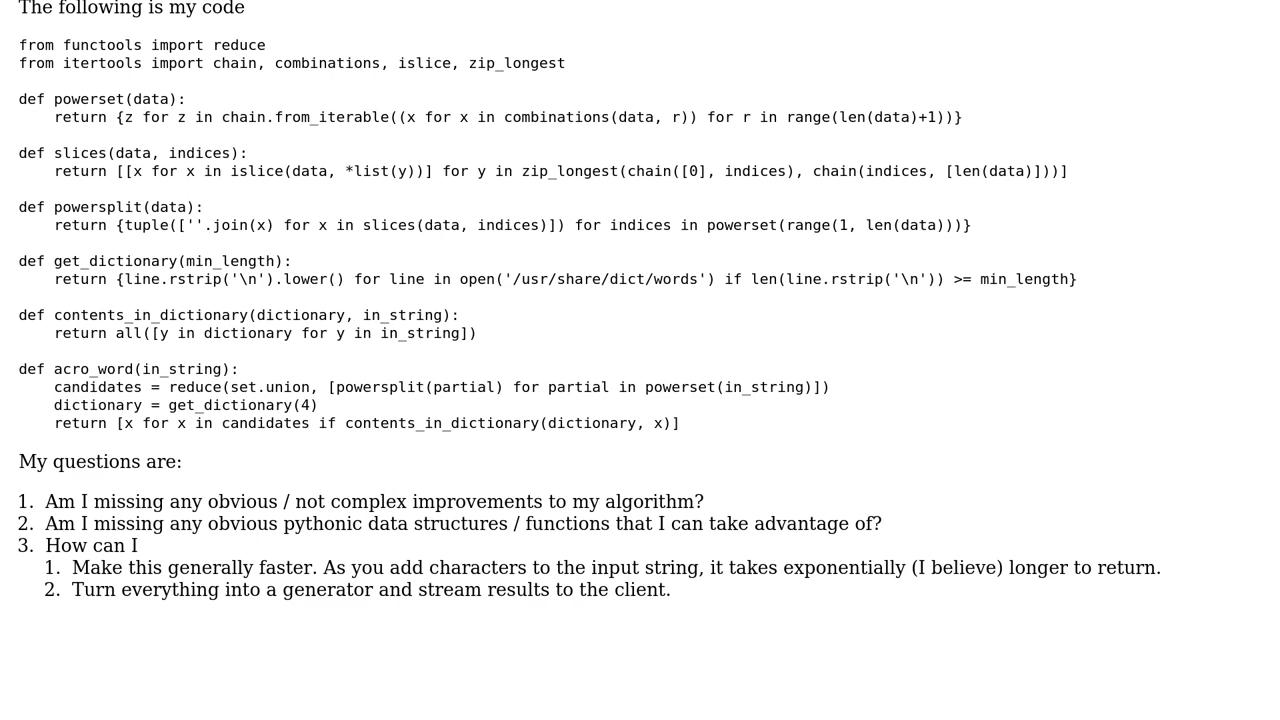 The following is my code
from functools import reduce
from itertools import chain, combinations, islice, zip_longest
def powerset(data):
    return {z for z in chain.from_iterable((x for x in combinations(data, r)) for r in range(len(data)+1))}
def slices(data, indices):
    return [[x for x in islice(data, *list(y))] for y in zip_longest(chain([0], indices), chain(indices, [len(data)]))]
def powersplit(data):
    return {tuple([''.join(x) for x in slices(data, indices)]) for indices in powerset(range(1, len(data)))}
def get_dictionary(min_length):
    return {line.rstrip('\n').lower() for line in open('/usr/share/dict/words') if len(line.rstrip('\n')) >= min_length}
def contents_in_dictionary(dictionary, in_string):
    return all([y in dictionary for y in in_string])
def acro_word(in_string):
    candidates = reduce(set.union, [powersplit(partial) for partial in powerset(in_string)])
    dictionary = get_dictionary(4)
    return [x for x in candidates if contents_in_dictionary(dictionary, x)]
My questions are:
1. Am I missing any obvious / not complex improvements to my algorithm?
2. Am I missing any obvious pythonic data structures / functions that I can take advantage of?
3. How can I
1. Make this generally faster. As you add characters to the input string, it takes exponentially (I believe) longer to return.
2. Turn everything into a generator and stream results to the client.